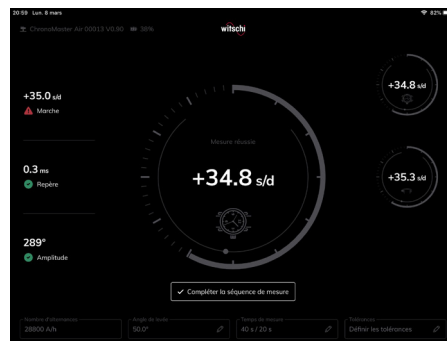 20:59 Lun. 8 mars
82%
ChronoMaster Air 00013 V0.90 38%
witschi
+35.0 s/d
Marche
0.3 ms
Repère
289°
Amplitude
Mesure réussie
+34.8 s/d
+34.8 s/d
+35.3 s/d
✓ Compléter la séquence de mesure
Nombre d'alternances
28800 A/h
Angle de levée
50.0°
Temps de mesure
40 s / 20 s
Tolérances
Définir les tolérances